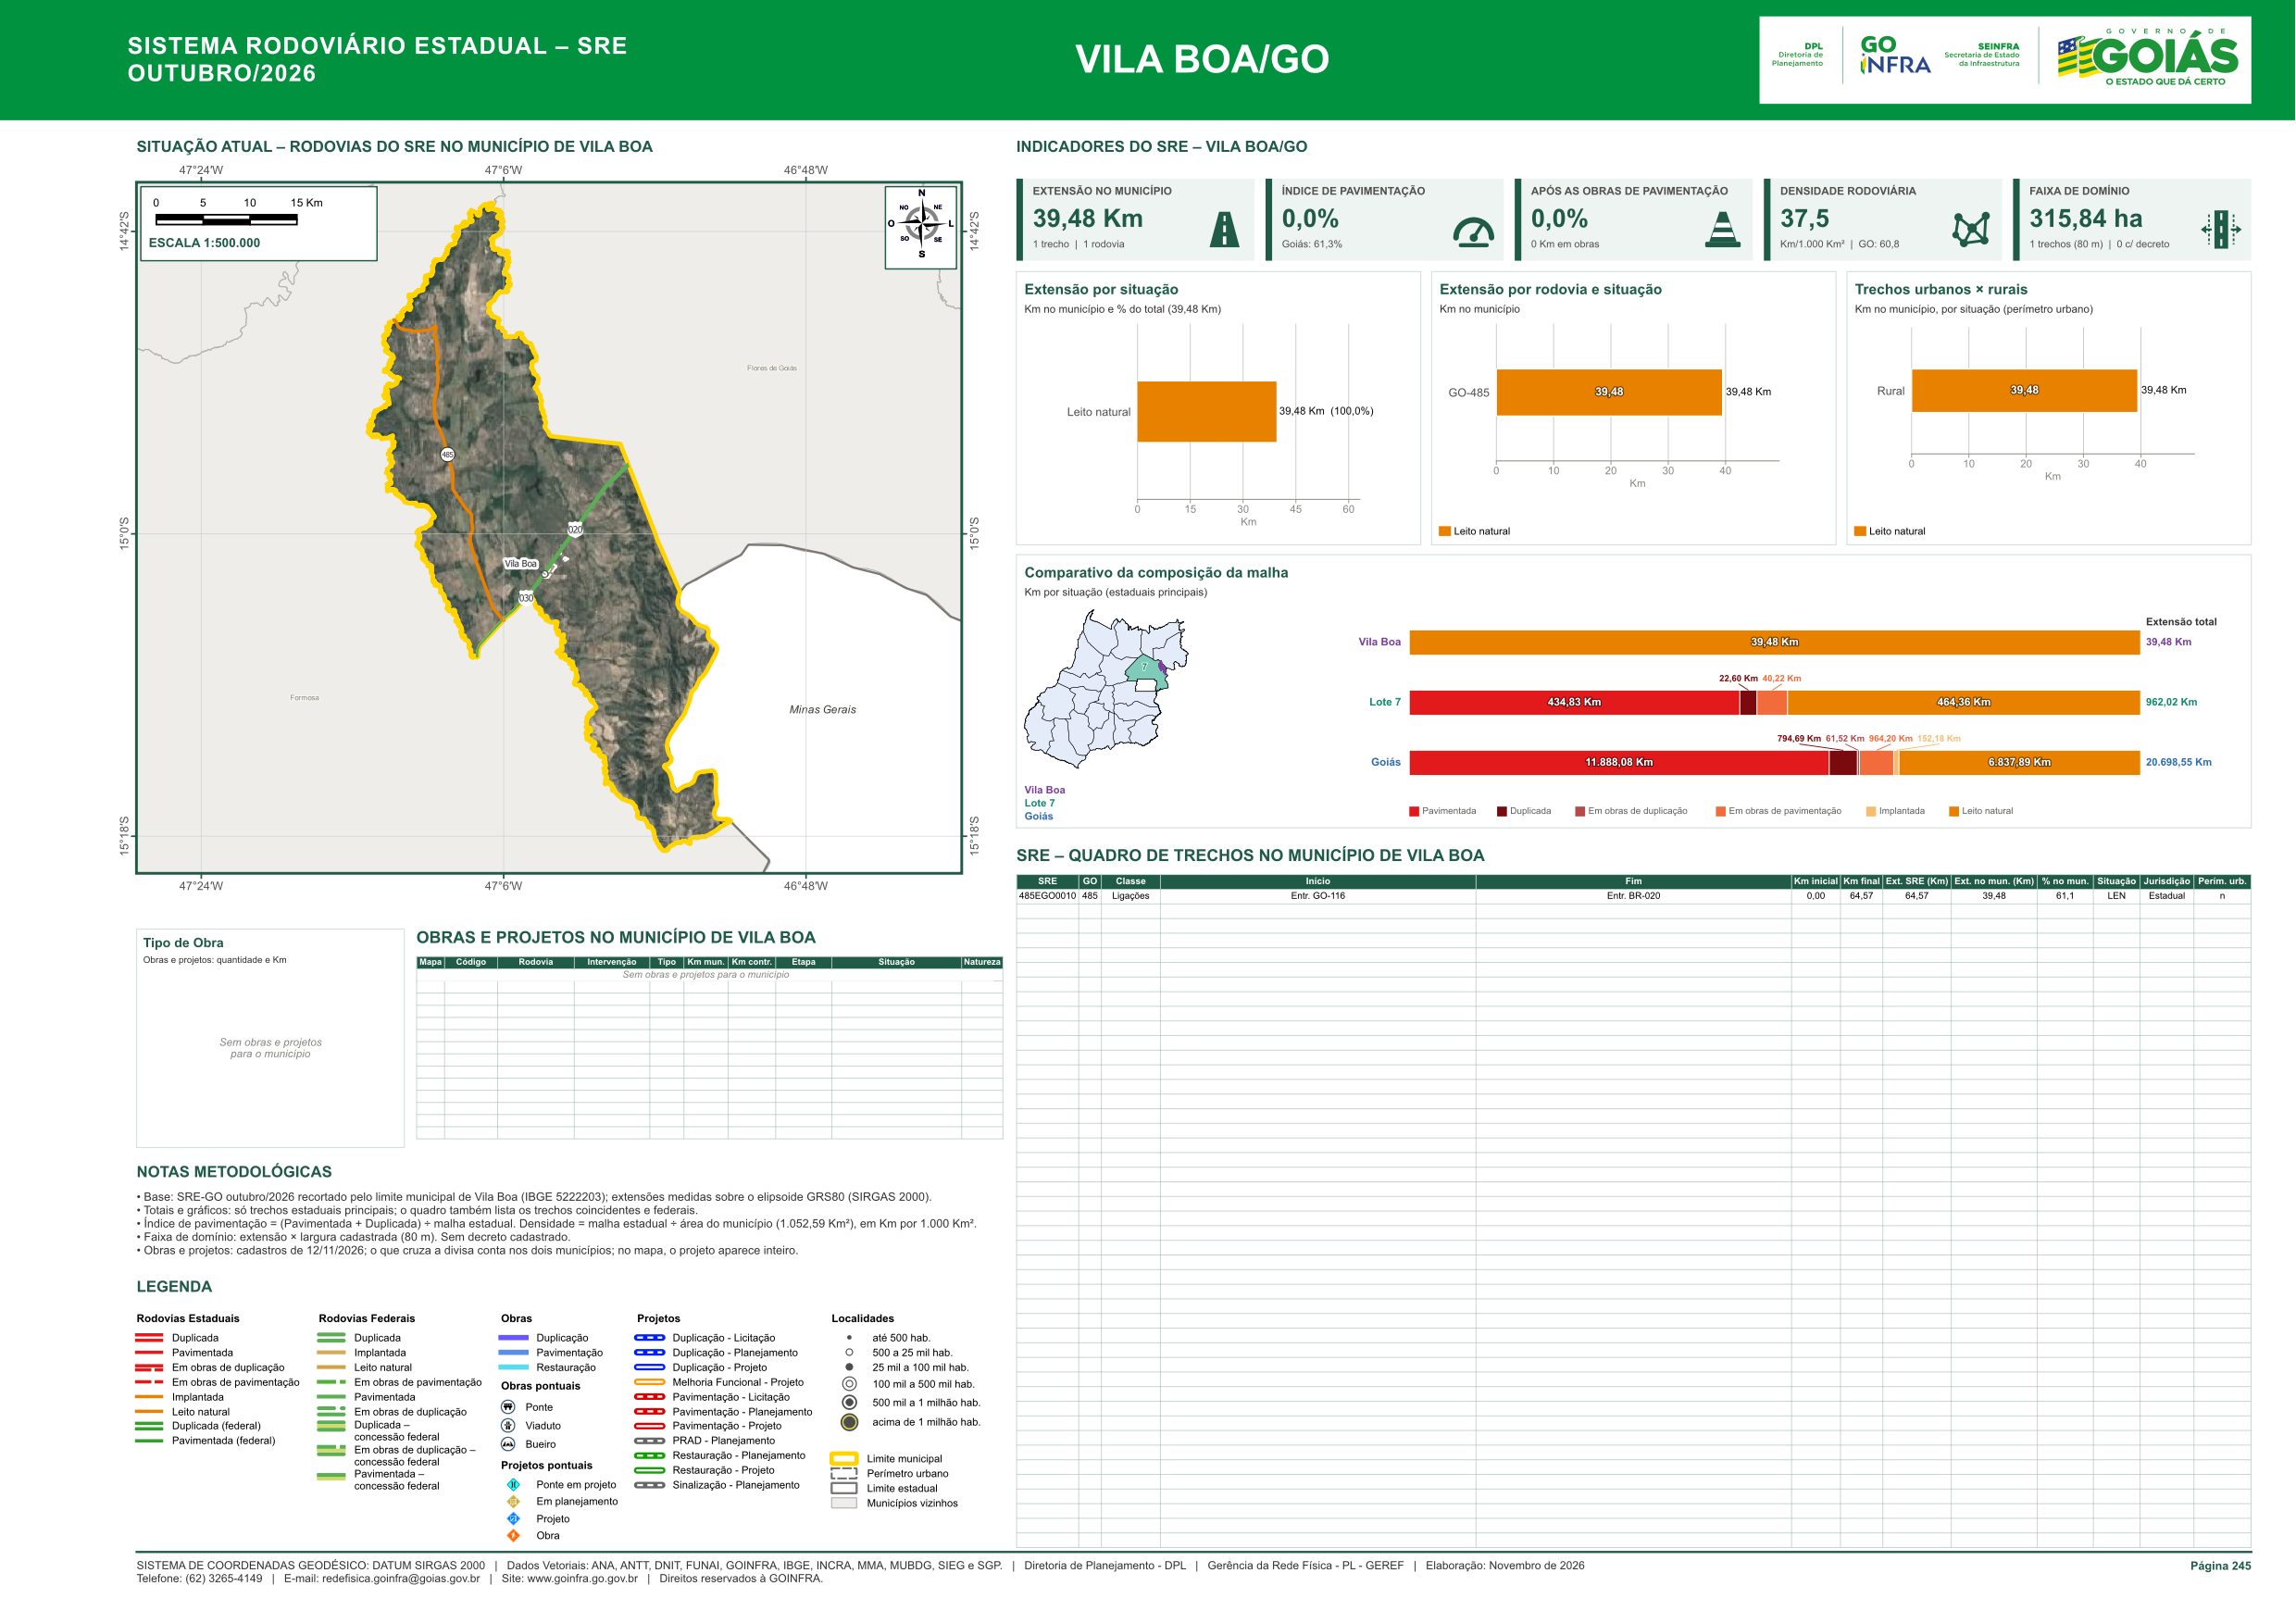 SISTEMA RODOVIÁRIO ESTADUAL – SRE
OUTUBRO/2026
VILA BOA/GO
DPL
Diretoria de
Planejamento
GO
iNFRA
SEINFRA
Secretaria de Estado
da Infraestrutura
GOVERNO DE
GOIÁS
O ESTADO QUE DÁ CERTO
SITUAÇÃO ATUAL – RODOVIAS DO SRE NO MUNICÍPIO DE VILA BOA
47°24'W 47°6'W 46°48'W
14°42'S 14°42'S
15°0'S 15°0'S
15°18'S 15°18'S
0 5 10 15 Km
ESCALA 1:500.000
N
NO NE
O L
SO SE
S
Flores de Goiás
485
020
Vila Boa
030
Formosa
Minas Gerais
47°24'W 47°6'W 46°48'W
INDICADORES DO SRE – VILA BOA/GO
EXTENSÃO NO MUNICÍPIO
39,48 Km
1 trecho | 1 rodovia
ÍNDICE DE PAVIMENTAÇÃO
0,0%
Goiás: 61,3%
APÓS AS OBRAS DE PAVIMENTAÇÃO
0,0%
0 Km em obras
DENSIDADE RODOVIÁRIA
37,5
Km/1.000 Km² | GO: 60,8
FAIXA DE DOMÍNIO
315,84 ha
1 trechos (80 m) | 0 c/ decreto
Extensão por situação
Km no município e % do total (39,48 Km)
Leito natural
39,48 Km (100,0%)
0 15 30 45 60
Km
Extensão por rodovia e situação
Km no município
GO-485
39,48
39,48 Km
0 10 20 30 40
Km
Leito natural
Trechos urbanos × rurais
Km no município, por situação (perímetro urbano)
Rural
39,48
39,48 Km
0 10 20 30 40
Km
Leito natural
Comparativo da composição da malha
Km por situação (estaduais principais)
7
Vila Boa
Lote 7
Goiás
Extensão total
Vila Boa 39,48 Km 39,48 Km
22,60 Km 40,22 Km
Lote 7 434,83 Km 464,36 Km 962,02 Km
794,69 Km 61,52 Km 964,20 Km 152,18 Km
Goiás 11.888,08 Km 6.837,89 Km 20.698,55 Km
Pavimentada Duplicada Em obras de duplicação Em obras de pavimentação Implantada Leito natural
SRE – QUADRO DE TRECHOS NO MUNICÍPIO DE VILA BOA
SRE GO Classe Início Fim Km inicial Km final Ext. SRE (Km) Ext. no mun. (Km) % no mun. Situação Jurisdição Perím. urb.
485EGO0010 485 Ligações Entr. GO-116 Entr. BR-020 0,00 64,57 64,57 39,48 61,1 LEN Estadual n
Tipo de Obra
Obras e projetos: quantidade e Km
Sem obras e projetos
para o município
OBRAS E PROJETOS NO MUNICÍPIO DE VILA BOA
Mapa Código Rodovia Intervenção Tipo Km mun. Km contr. Etapa Situação Natureza
Sem obras e projetos para o município
NOTAS METODOLÓGICAS
• Base: SRE-GO outubro/2026 recortado pelo limite municipal de Vila Boa (IBGE 5222203); extensões medidas sobre o elipsoide GRS80 (SIRGAS 2000).
• Totais e gráficos: só trechos estaduais principais; o quadro também lista os trechos coincidentes e federais.
• Índice de pavimentação = (Pavimentada + Duplicada) ÷ malha estadual. Densidade = malha estadual ÷ área do município (1.052,59 Km²), em Km por 1.000 Km².
• Faixa de domínio: extensão × largura cadastrada (80 m). Sem decreto cadastrado.
• Obras e projetos: cadastros de 12/11/2026; o que cruza a divisa conta nos dois municípios; no mapa, o projeto aparece inteiro.
LEGENDA
Rodovias Estaduais
Duplicada
Pavimentada
Em obras de duplicação
Em obras de pavimentação
Implantada
Leito natural
Duplicada (federal)
Pavimentada (federal)
Rodovias Federais
Duplicada
Implantada
Leito natural
Em obras de pavimentação
Pavimentada
Em obras de duplicação
Duplicada –
concessão federal
Em obras de duplicação –
concessão federal
Pavimentada –
concessão federal
Obras
Duplicação
Pavimentação
Restauração
Obras pontuais
Ponte
Viaduto
Bueiro
Projetos pontuais
Ponte em projeto
Em planejamento
Projeto
Obra
Projetos
Duplicação - Licitação
Duplicação - Planejamento
Duplicação - Projeto
Melhoria Funcional - Projeto
Pavimentação - Licitação
Pavimentação - Planejamento
Pavimentação - Projeto
PRAD - Planejamento
Restauração - Planejamento
Restauração - Projeto
Sinalização - Planejamento
Localidades
até 500 hab.
500 a 25 mil hab.
25 mil a 100 mil hab.
100 mil a 500 mil hab.
500 mil a 1 milhão hab.
acima de 1 milhão hab.
Limite municipal
Perímetro urbano
Limite estadual
Municípios vizinhos
SISTEMA DE COORDENADAS GEODÉSICO: DATUM SIRGAS 2000 | Dados Vetoriais: ANA, ANTT, DNIT, FUNAI, GOINFRA, IBGE, INCRA, MMA, MUBDG, SIEG e SGP. | Diretoria de Planejamento - DPL | Gerência da Rede Física - PL - GEREF | Elaboração: Novembro de 2026
Telefone: (62) 3265-4149 | E-mail: redefisica.goinfra@goias.gov.br | Site: www.goinfra.go.gov.br | Direitos reservados à GOINFRA.
Página 245